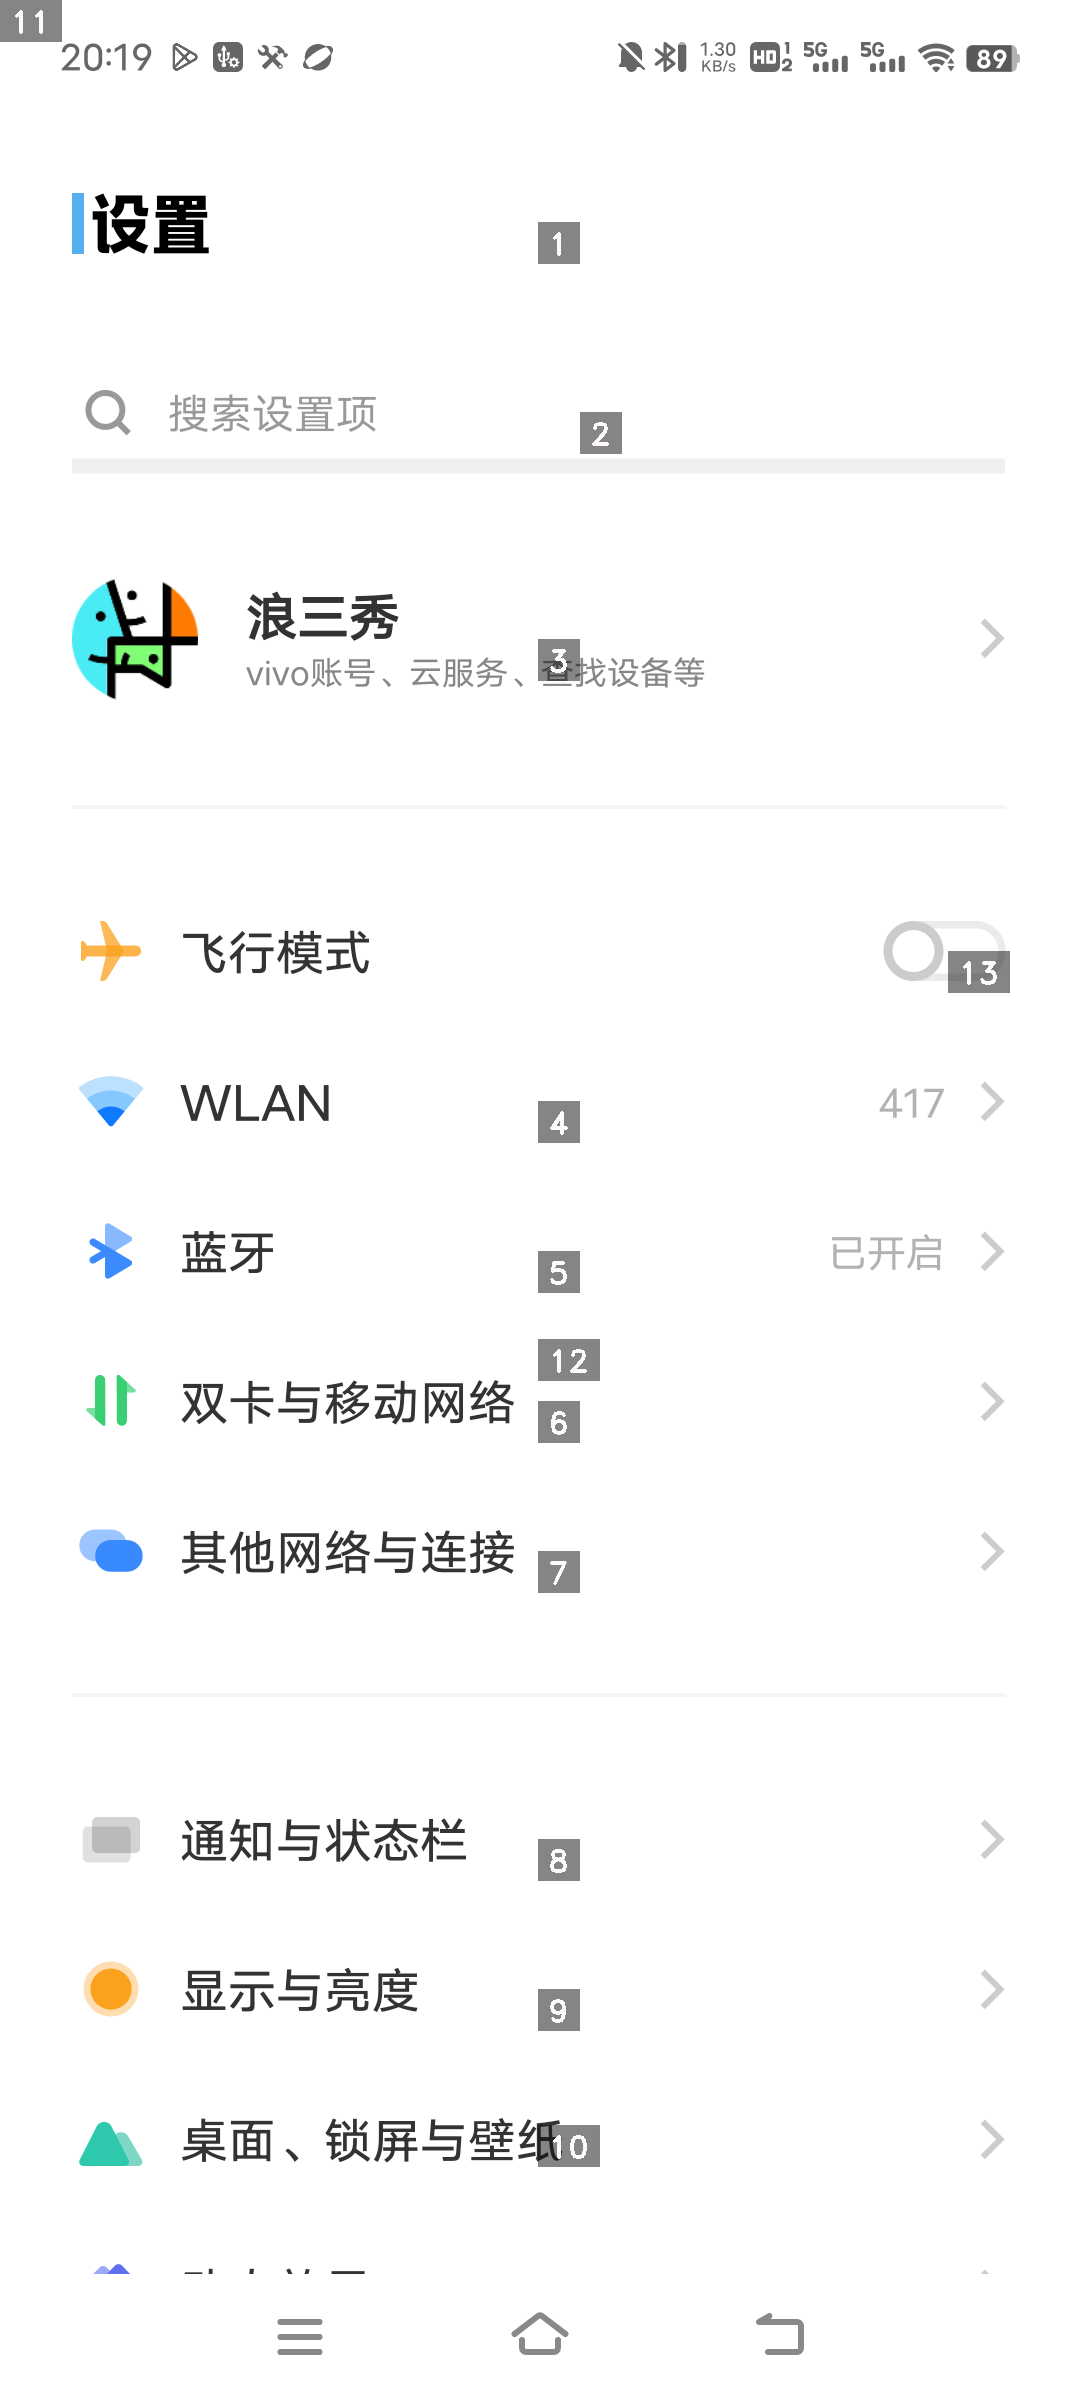 11
20:19 1.30 KB/s HD 1 2 5G 5G 89
设置
1
搜索设置项
2
浪三秀
vivo账号、云服务、查找设备等
3
飞行模式
13
WLAN 4 417
蓝牙 5 已开启
12
双卡与移动网络 6
其他网络与连接 7
通知与状态栏 8
显示与亮度 9
桌面、锁屏与壁纸 10